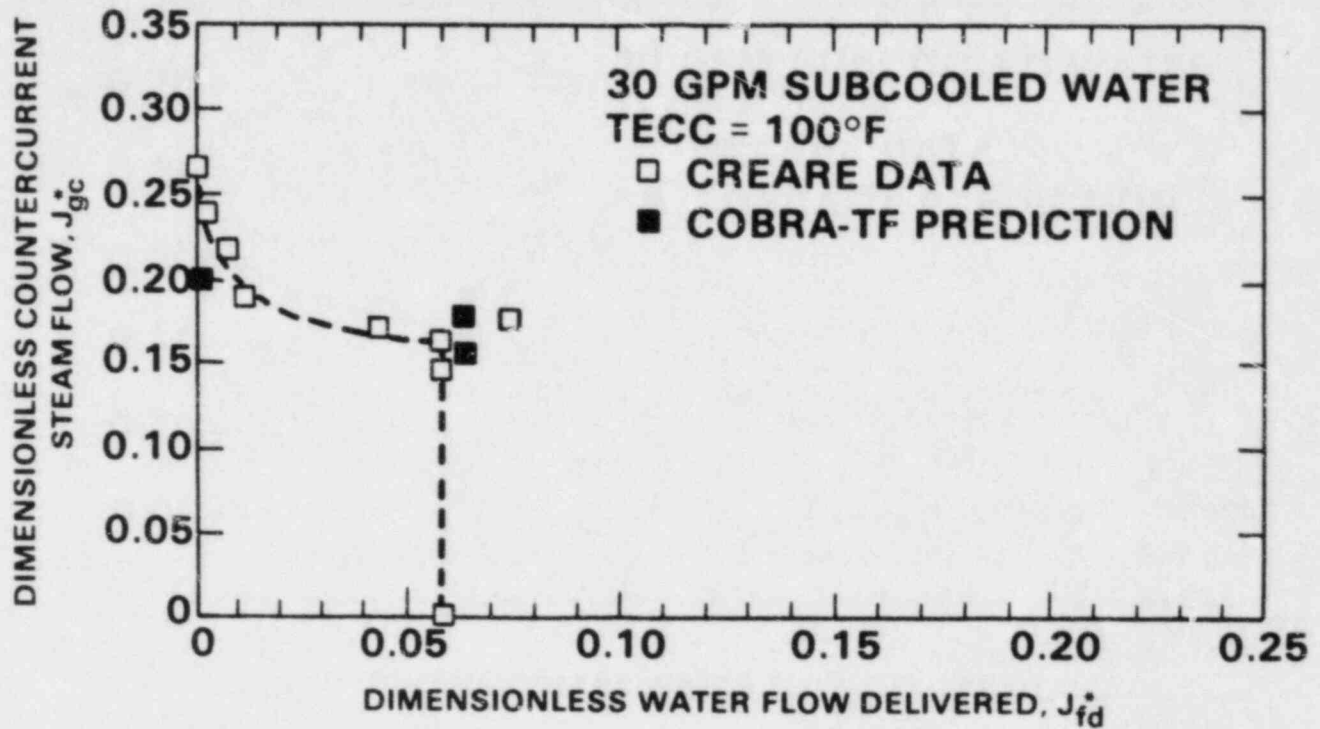 DIMENSIONLESS COUNTERCURRENT
STEAM FLOW, J*gc
0.35
0.30
0.25
0.20
0.15
0.10
0.05
0
30 GPM SUBCOOLED WATER
TECC = 100°F
□ CREARE DATA
■ COBRA-TF PREDICTION
0 0.05 0.10 0.15 0.20 0.25
DIMENSIONLESS WATER FLOW DELIVERED, J*fd